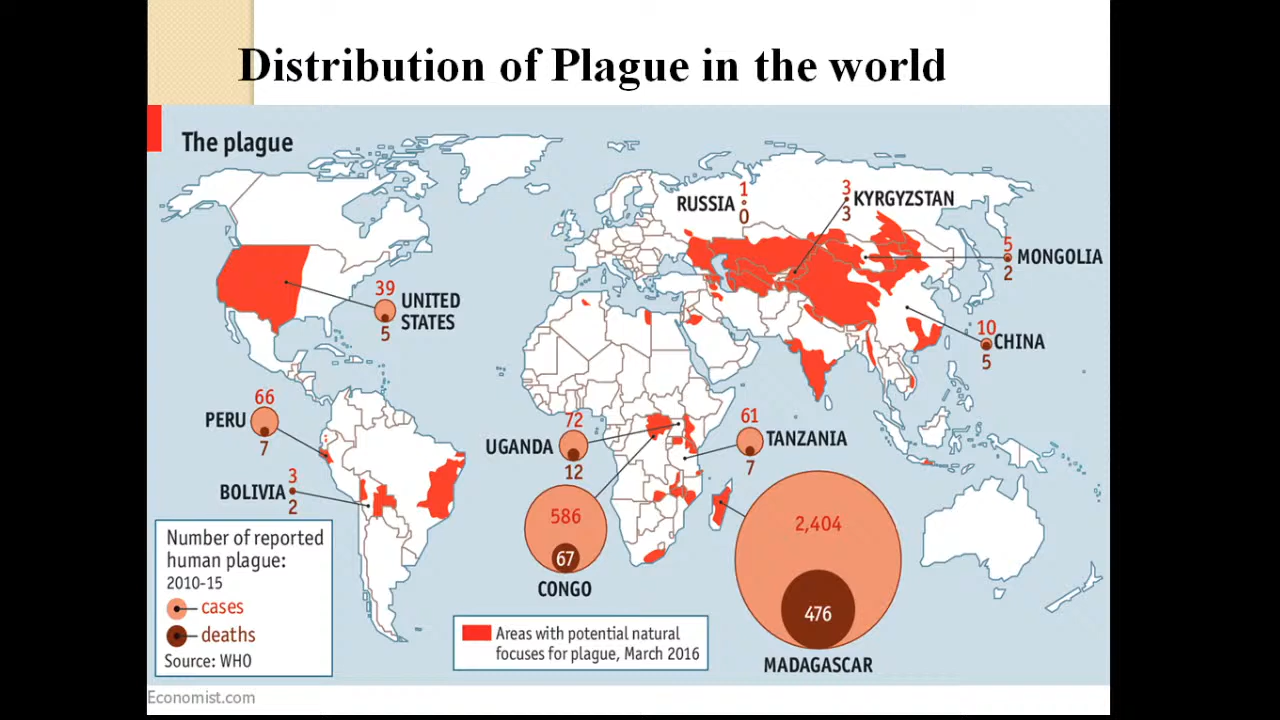 Distribution of Plague in the world
The plague
RUSSIA
1
0
3
KYRGYZSTAN
3
5
MONGOLIA
2
39
UNITED
STATES
5
10
CHINA
5
66
PERU
7
72
UGANDA
12
61
TANZANIA
7
3
BOLIVIA
2
586
67
CONGO
2,404
476
MADAGASCAR
Number of reported
human plague:
2010-15
cases
deaths
Source: WHO
Areas with potential natural
focuses for plague, March 2016
Economist.com